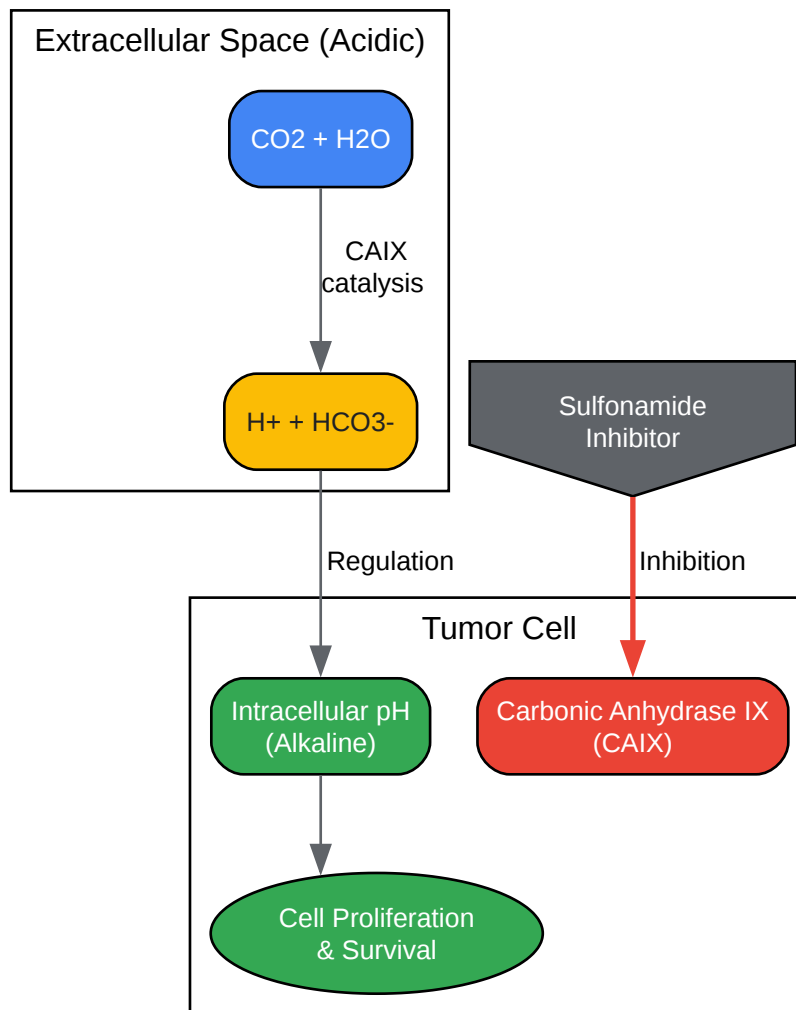 Extracellular Space (Acidic)
CO2 + H2O
CAIX
catalysis
H+ + HCO3-
Sulfonamide
Inhibitor
Regulation
Inhibition
Tumor Cell
Intracellular pH
(Alkaline)
Carbonic Anhydrase IX
(CAIX)
Cell Proliferation
& Survival